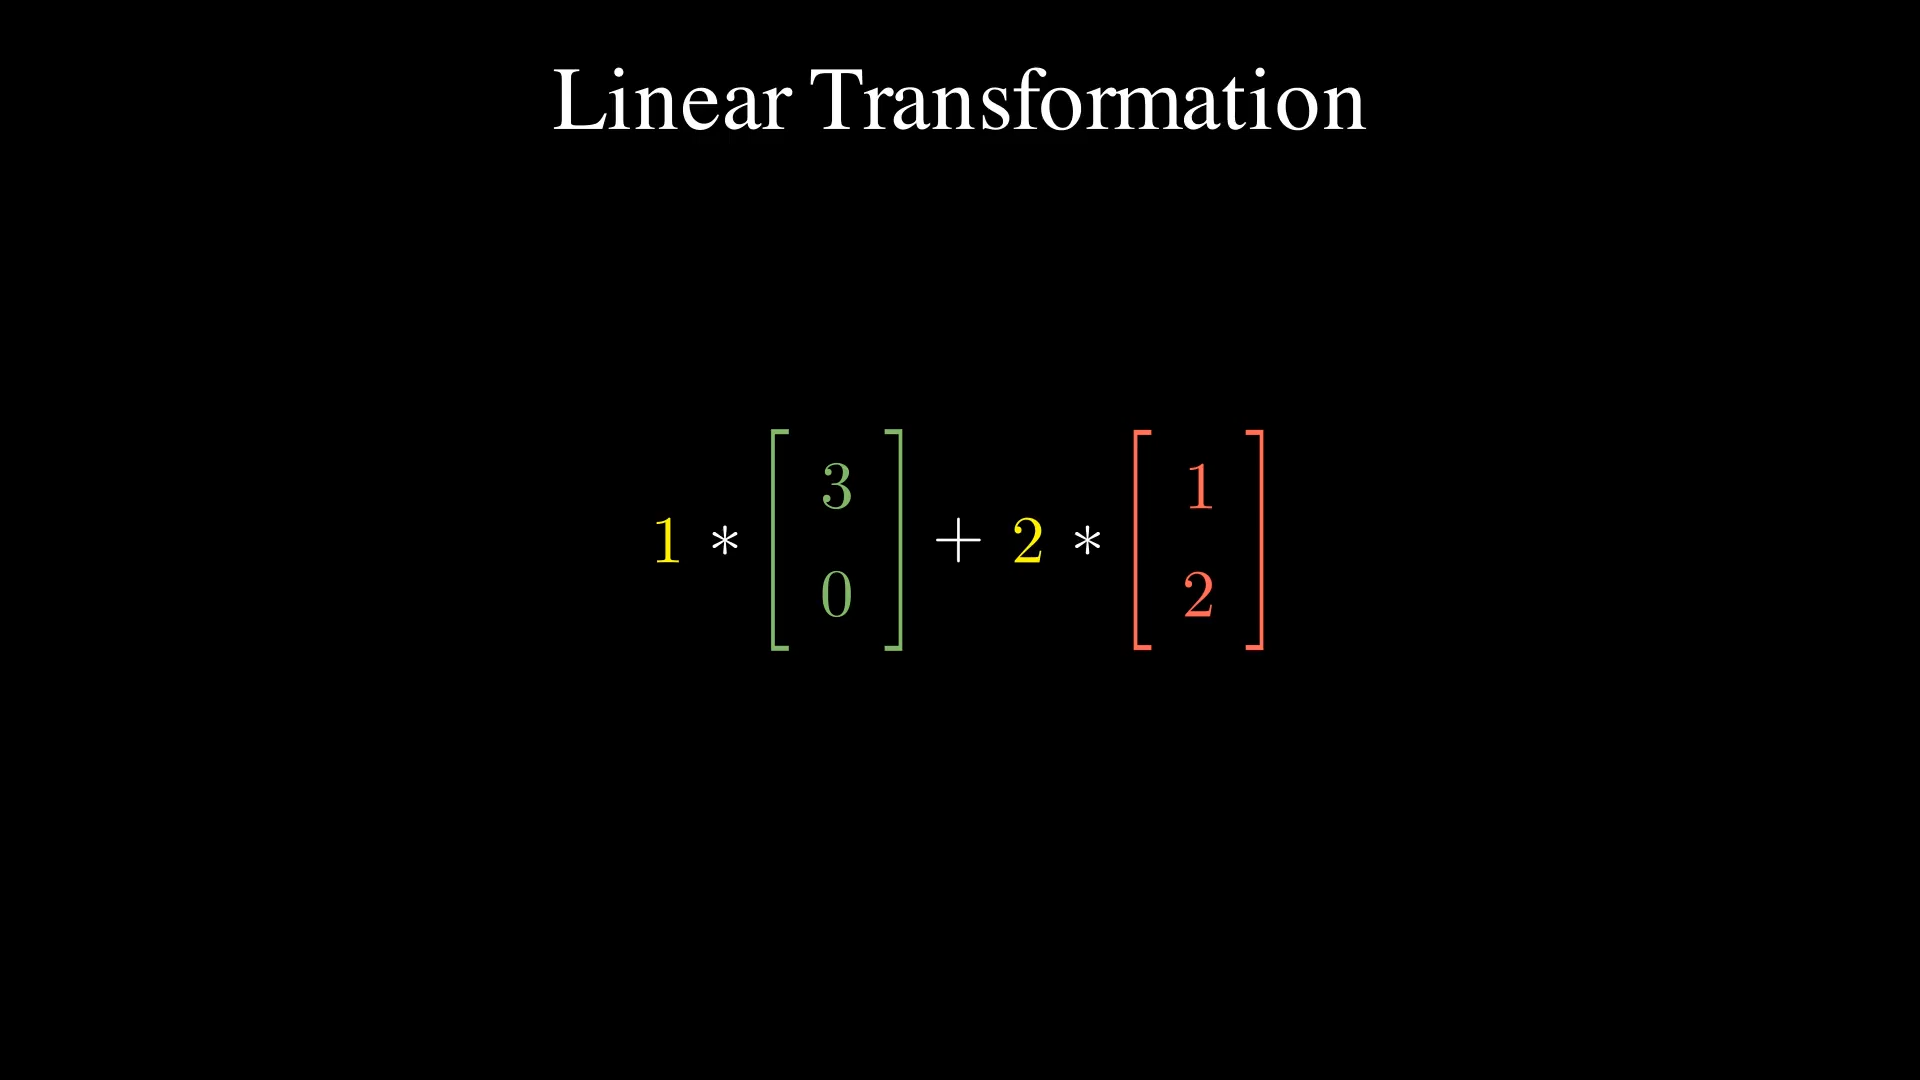 Linear Transformation
1 * [ 3 0 ] + 2 * [ 1 2 ]